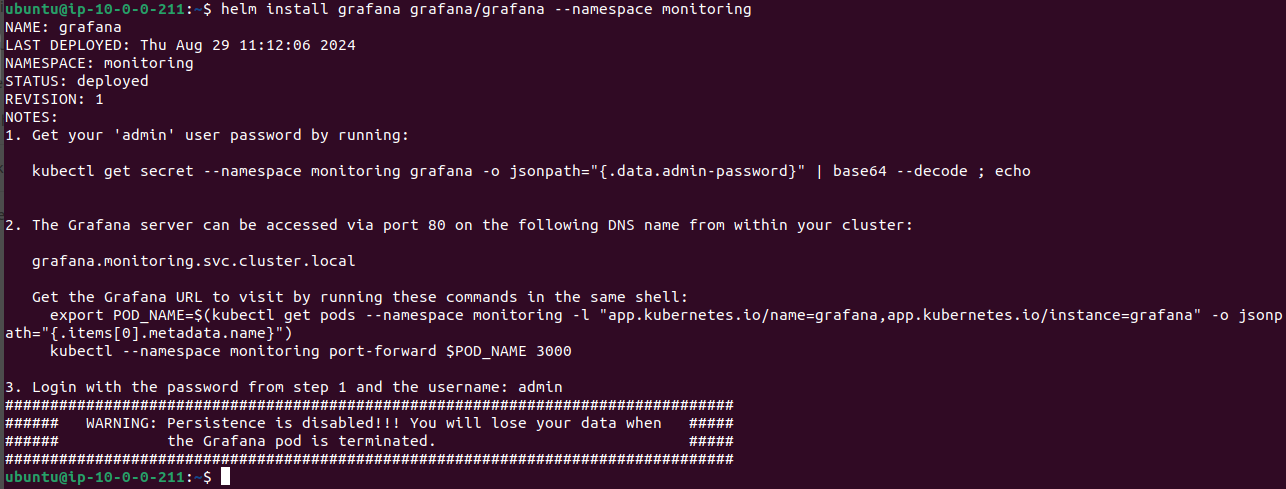 ubuntu@ip-10-0-0-211:~$ helm install grafana grafana/grafana --namespace monitoring
NAME: grafana
LAST DEPLOYED: Thu Aug 29 11:12:06 2024
NAMESPACE: monitoring
STATUS: deployed
REVISION: 1
NOTES:
1. Get your 'admin' user password by running:

   kubectl get secret --namespace monitoring grafana -o jsonpath="{.data.admin-password}" | base64 --decode ; echo


2. The Grafana server can be accessed via port 80 on the following DNS name from within your cluster:

   grafana.monitoring.svc.cluster.local

   Get the Grafana URL to visit by running these commands in the same shell:
     export POD_NAME=$(kubectl get pods --namespace monitoring -l "app.kubernetes.io/name=grafana,app.kubernetes.io/instance=grafana" -o jsonp
ath="{.items[0].metadata.name}")
     kubectl --namespace monitoring port-forward $POD_NAME 3000

3. Login with the password from step 1 and the username: admin
#################################################################################
######   WARNING: Persistence is disabled!!! You will lose your data when   #####
######            the Grafana pod is terminated.                            #####
#################################################################################
ubuntu@ip-10-0-0-211:~$